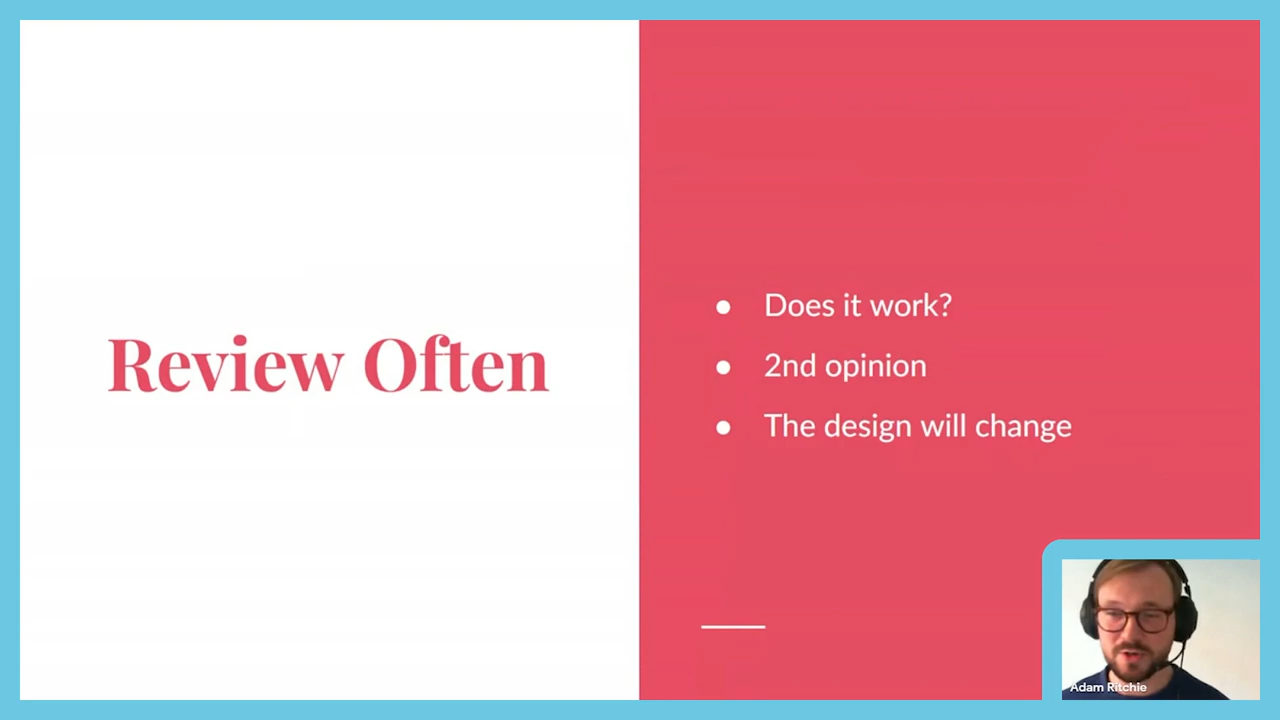 Review Often
Does it work?
2nd opinion
The design will change
Adam Ritchie